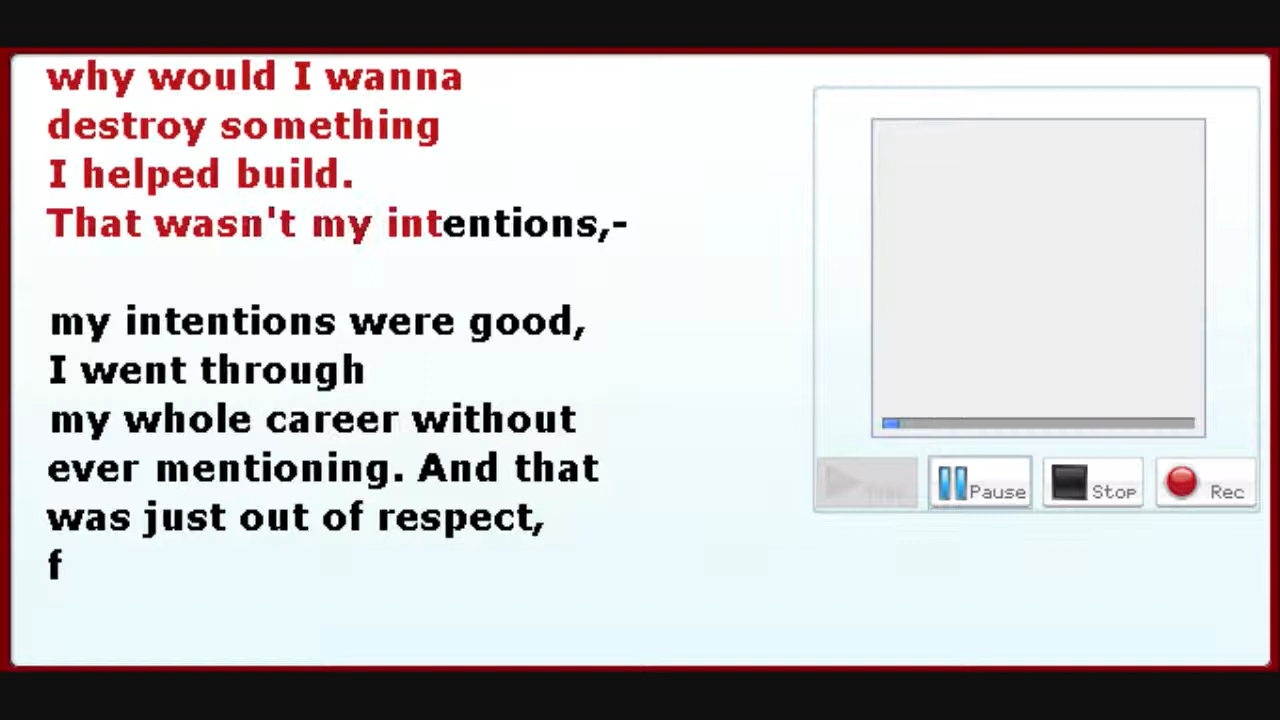 why would I wanna
destroy something
I helped build.
That wasn't my intentions,-
my intentions were good,
I went through
my whole career without
ever mentioning. And that
was just out of respect,
f
Pause
Stop
Rec